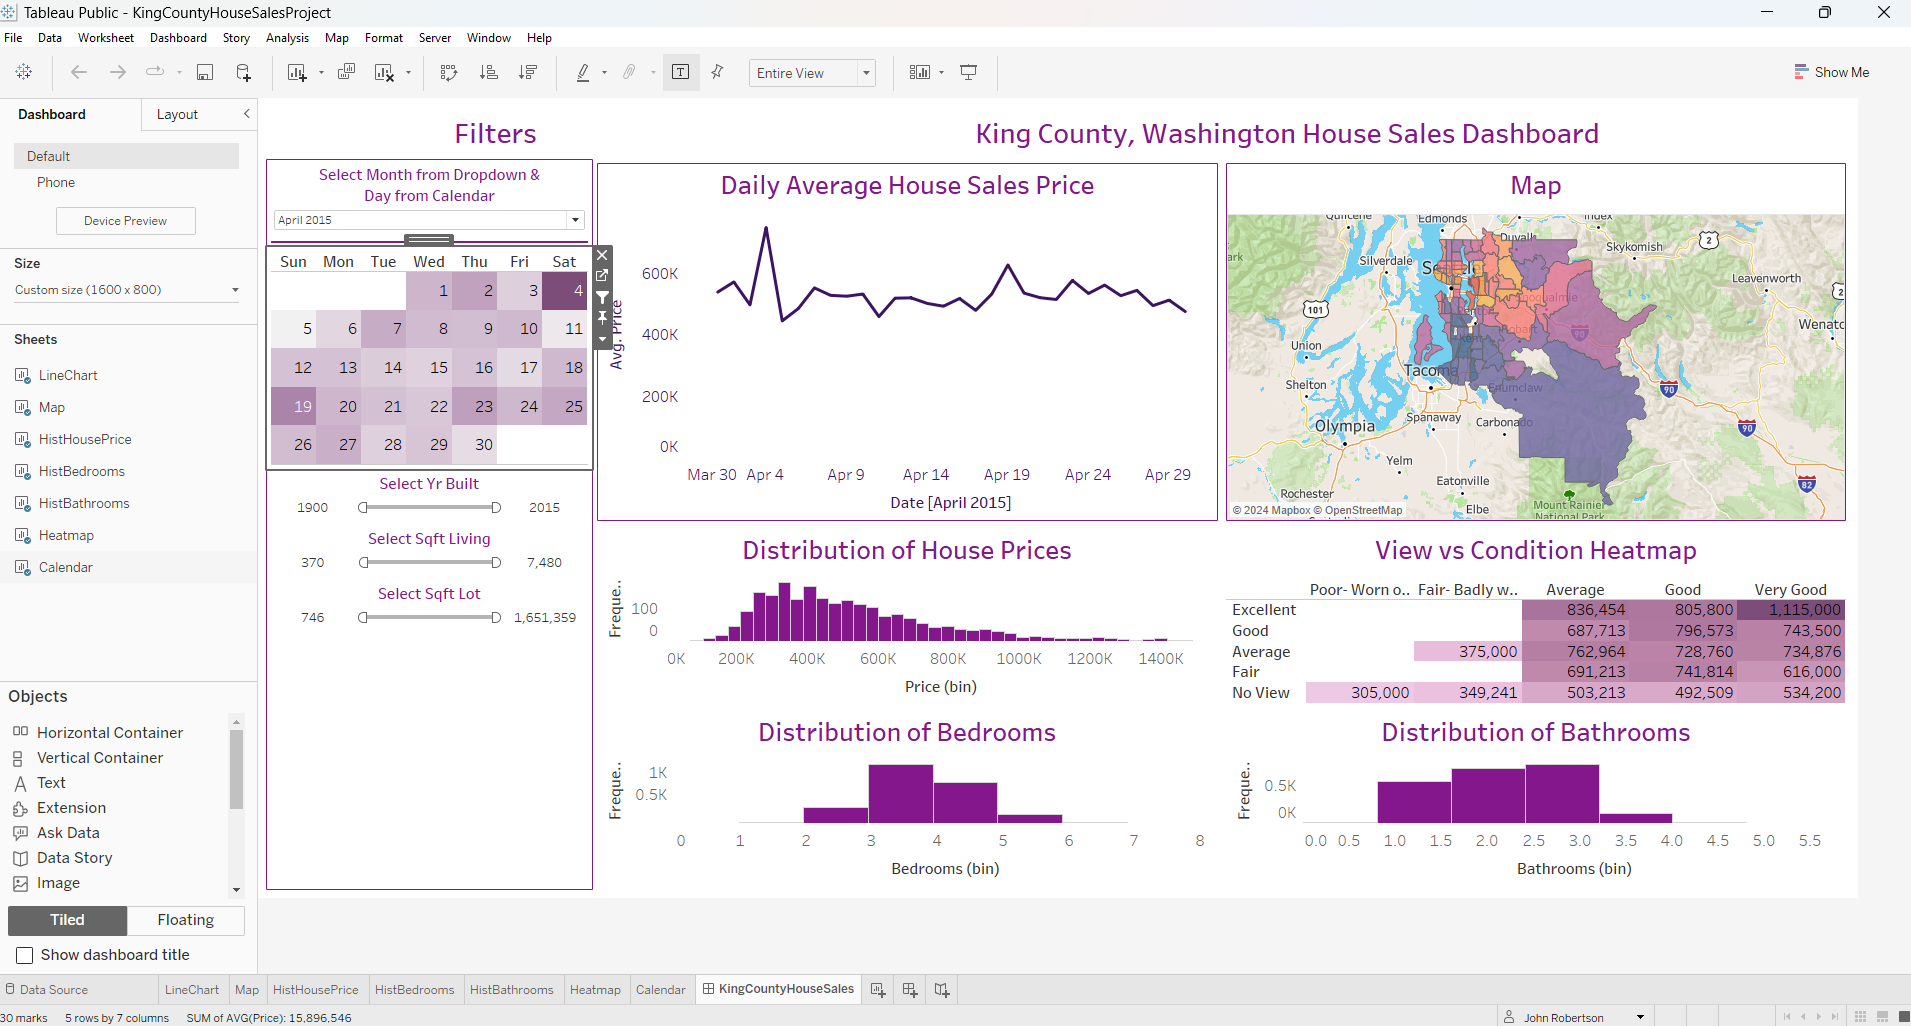 Tableau Public - KingCountyHouseSalesProject
File Data Worksheet Dashboard Story Analysis Map Format Server Window Help
Entire View
Show Me
Dashboard
Layout
Default
Phone
Device Preview
Size
Custom size (1600 x 800)
Sheets
LineChart
Map
HistHousePrice
HistBedrooms
HistBathrooms
Heatmap
Calendar
Objects
Horizontal Container
Vertical Container
Text
Extension
Ask Data
Data Story
Image
Tiled
Floating
Show dashboard title
Filters
King County, Washington House Sales Dashboard
Select Month from Dropdown &
Day from Calendar
April 2015
Sun Mon Tue Wed Thu Fri Sat
1 2 3 4
5 6 7 8 9 10 11
12 13 14 15 16 17 18
19 20 21 22 23 24 25
26 27 28 29 30
Select Yr Built
1900 2015
Select Sqft Living
370 7,480
Select Sqft Lot
746 1,651,359
Daily Average House Sales Price
Avg. Price
600K
400K
200K
0K
Mar 30 Apr 4 Apr 9 Apr 14 Apr 19 Apr 24 Apr 29
Date [April 2015]
Map
Edmonds
Duvall
Skykomish
2
Silverdale
Leavenworth
2
101
90
Wenatc
Union
Tacoma
Enumclaw
Shelton
90
Spanaway
Carbonado
Olympia
90
Yelm
Eatonville
82
Rochester
Mount Rainier
National Park
Elbe
© 2024 Mapbox © OpenStreetMap
Distribution of House Prices
Freque..
100
0
0K 200K 400K 600K 800K 1000K 1200K 1400K
Price (bin)
View vs Condition Heatmap
Poor- Worn o.. Fair- Badly w.. Average Good Very Good
Excellent 836,454 805,800 1,115,000
Good 687,713 796,573 743,500
Average 375,000 762,964 728,760 734,876
Fair 691,213 741,814 616,000
No View 305,000 349,241 503,213 492,509 534,200
Distribution of Bedrooms
Freque..
1K
0.5K
0 1 2 3 4 5 6 7 8
Bedrooms (bin)
Distribution of Bathrooms
Freque..
0.5K
0K
0.0 0.5 1.0 1.5 2.0 2.5 3.0 3.5 4.0 4.5 5.0 5.5
Bathrooms (bin)
Data Source LineChart Map HistHousePrice HistBedrooms HistBathrooms Heatmap Calendar KingCountyHouseSales
30 marks 5 rows by 7 columns SUM of AVG(Price): 15,896,546
John Robertson